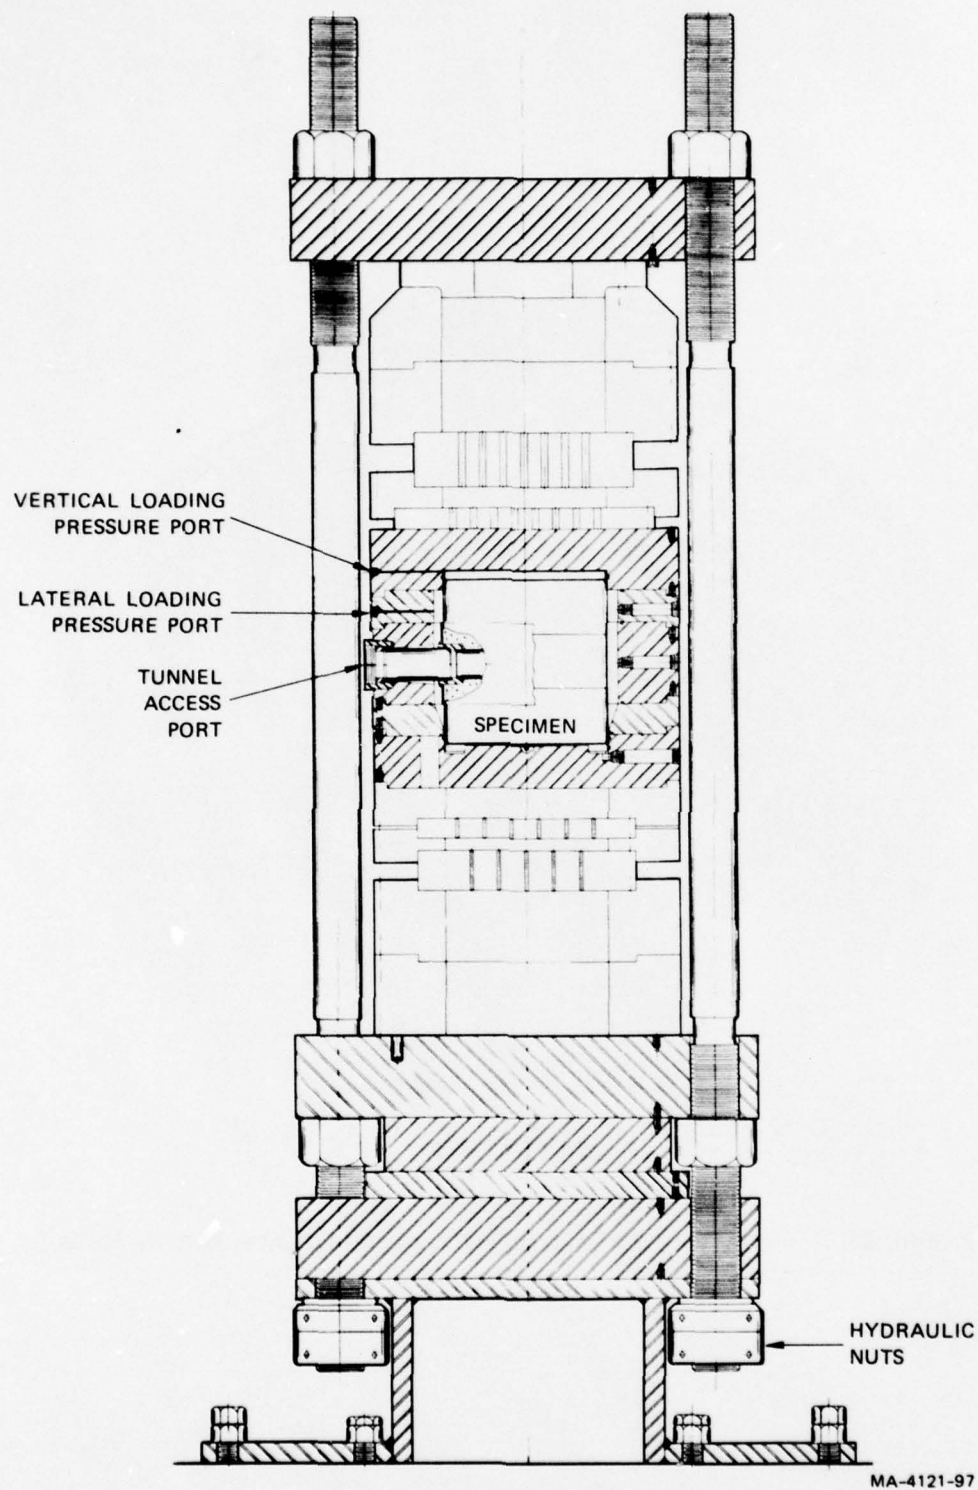 VERTICAL LOADING
PRESSURE PORT
LATERAL LOADING
PRESSURE PORT
TUNNEL
ACCESS
PORT
SPECIMEN
HYDRAULIC
NUTS
MA-4121-97